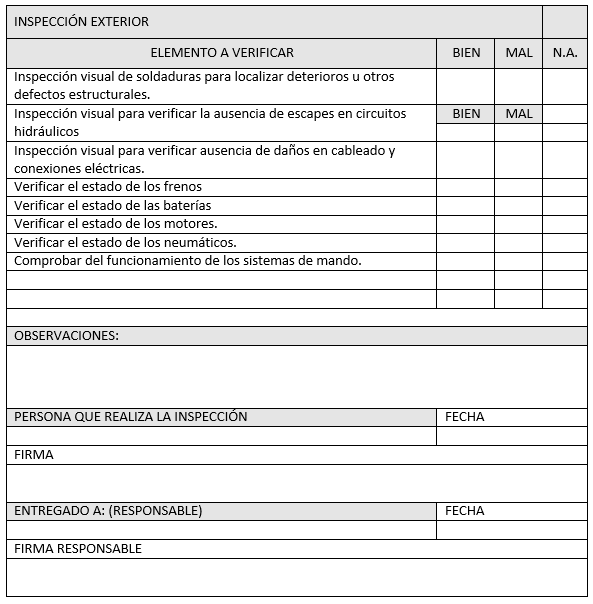 INSPECCIÓN EXTERIOR
ELEMENTO A VERIFICAR BIEN MAL N.A.
Inspección visual de soldaduras para localizar deterioros u otros
defectos estructurales.
Inspección visual para verificar la ausencia de escapes en circuitos BIEN MAL
hidráulicos
Inspección visual para verificar ausencia de daños en cableado y
conexiones eléctricas.
Verificar el estado de los frenos
Verificar el estado de las baterías
Verificar el estado de los motores.
Verificar el estado de los neumáticos.
Comprobar del funcionamiento de los sistemas de mando.
OBSERVACIONES:
PERSONA QUE REALIZA LA INSPECCIÓN FECHA
FIRMA
ENTREGADO A: (RESPONSABLE) FECHA
FIRMA RESPONSABLE